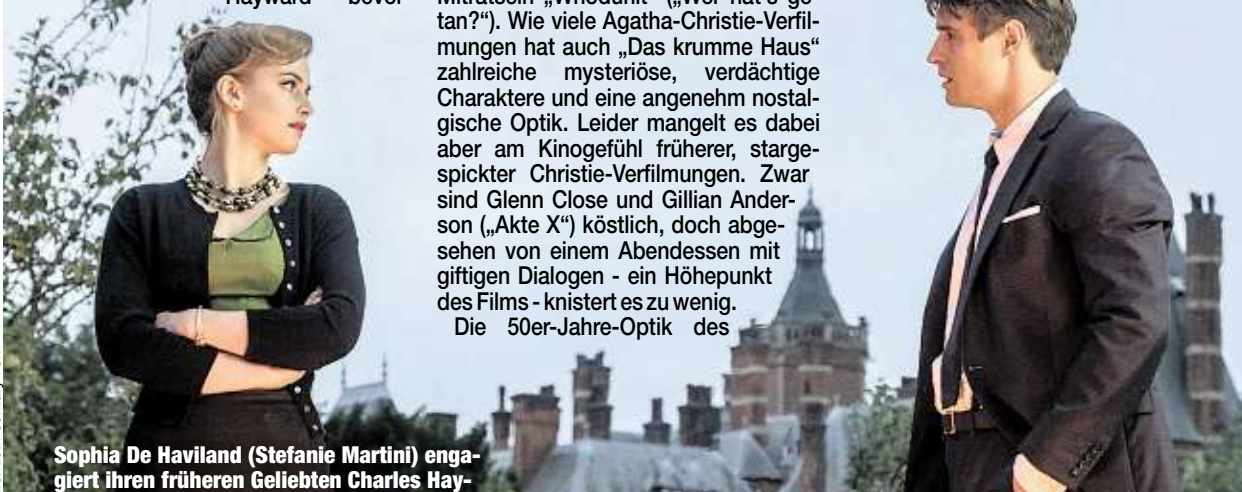 Hayward bevor
Miträtseln „Whodunit“ („Wer hat’s ge-
tan?“). Wie viele Agatha-Christie-Verfil-
mungen hat auch „Das krumme Haus“
zahlreiche mysteriöse, verdächtige
Charaktere und eine angenehm nostal-
gische Optik. Leider mangelt es dabei
aber am Kinogefühl früherer, starge-
spickter Christie-Verfilmungen. Zwar
sind Glenn Close und Gillian Ander-
son („Akte X“) köstlich, doch abge-
sehen von einem Abendessen mit
giftigen Dialogen - ein Höhepunkt
des Films - knistert es zu wenig.
Die 50er-Jahre-Optik des
Sophia De Haviland (Stefanie Martini) enga-
giert ihren früheren Geliebten Charles Hay-